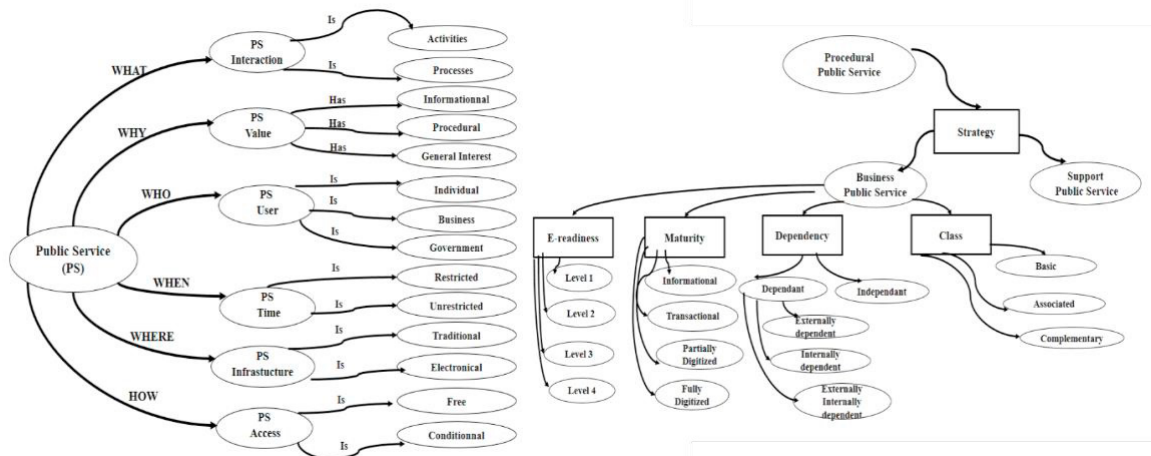 Public Service
(PS)
WHAT
WHY
WHO
WHEN
WHERE
HOW
PS
Interaction
Is
Activities
Is
Processes
PS
Value
Has
Informationnal
Has
Procedural
Has
General Interest
PS
User
Is
Individual
Is
Business
Is
Government
PS
Time
Is
Restricted
Is
Unrestricted
PS
Infrastucture
Is
Traditional
Is
Electronical
PS
Access
Is
Free
Is
Conditionnal
Procedural
Public Service
Strategy
Business
Public Service
Support
Public Service
E-readiness
Level 1
Level 2
Level 3
Level 4
Maturity
Informational
Transactional
Partially
Digitized
Fully
Digitized
Dependency
Dependant
Independant
Externally
dependent
Internally
dependent
Externally
Internally
dependent
Class
Basic
Associated
Complementary